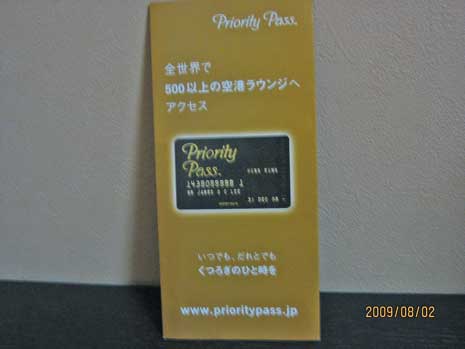 Priority Pass.
全世界で
500以上の空港ラウンジへ
アクセス
Priority
Pass.
いつでも、だれとでも
くつろぎのひと時を
www.prioritypass.jp
2009/08/02